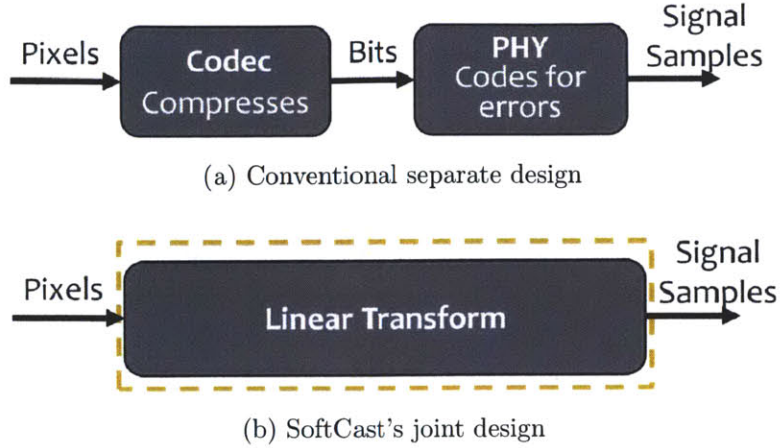 Pixels
Codec
Compresses
Bits
PHY
Codes for
errors
Signal
Samples
(a) Conventional separate design
Pixels
Linear Transform
Signal
Samples
(b) SoftCast's joint design